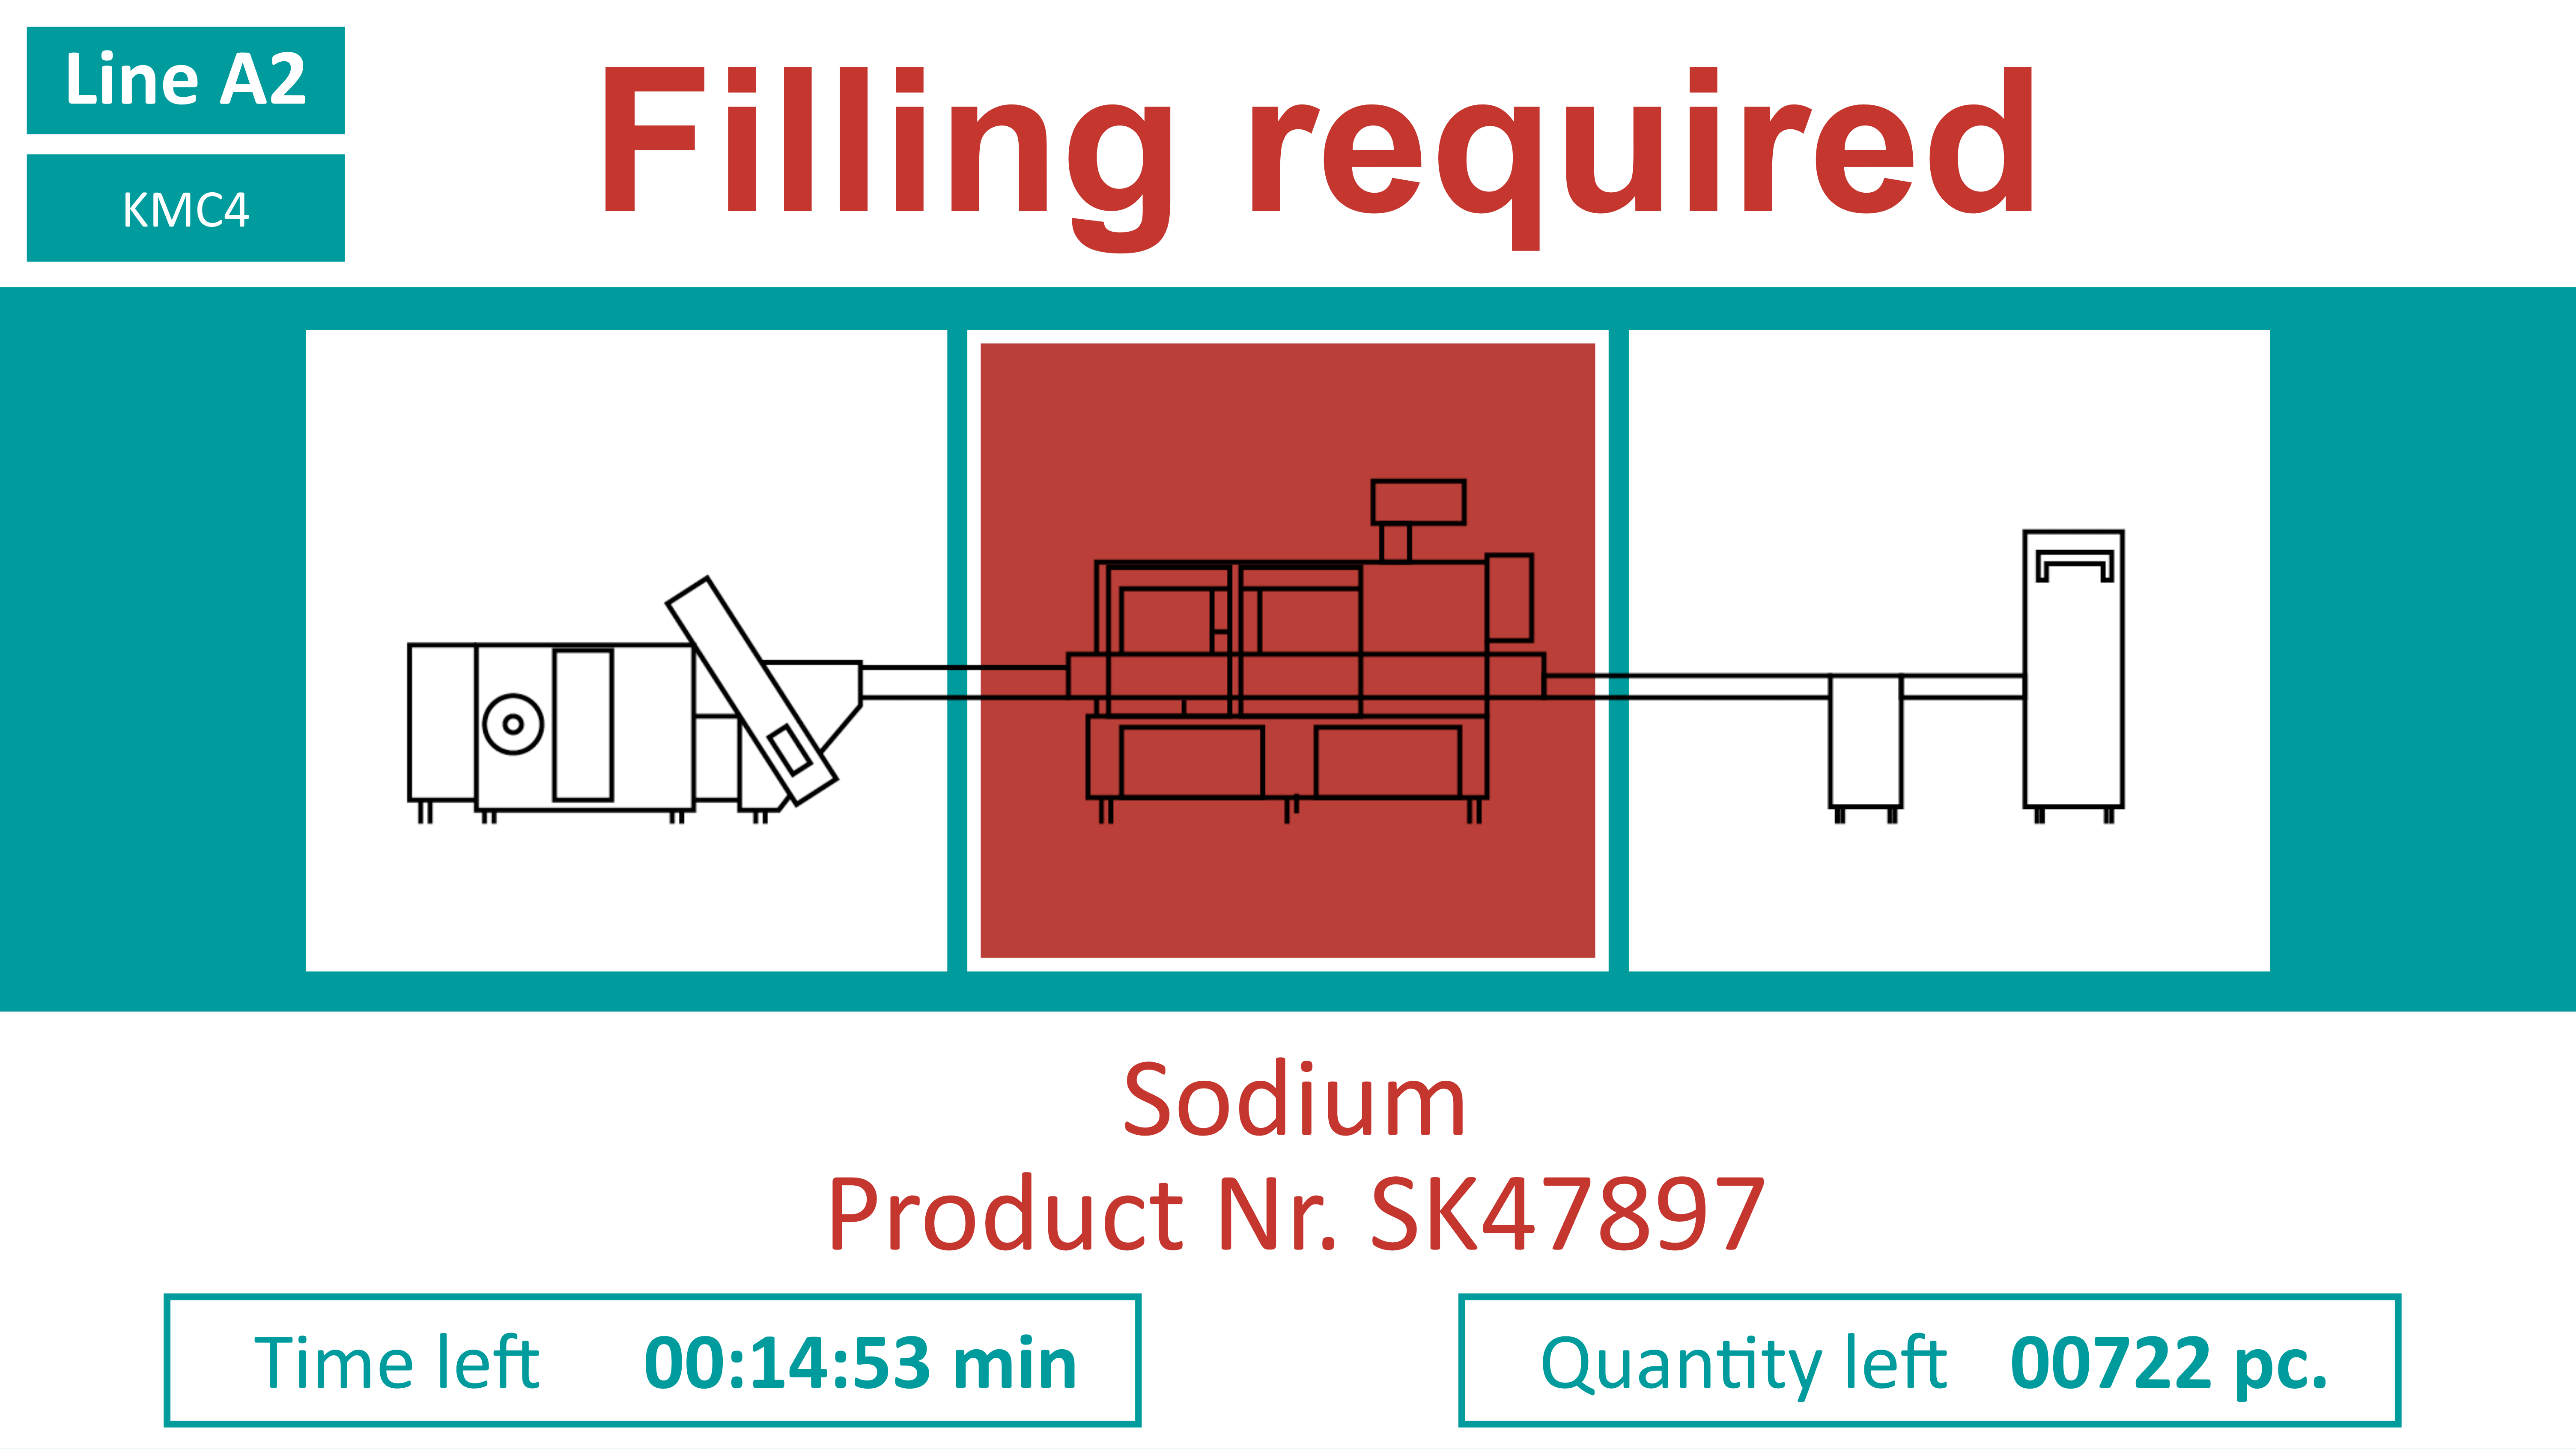 Line A2
KMC4
Filling required
Sodium
Product Nr. SK47897
Time left 00:14:53 min
Quantity left 00722 pc.